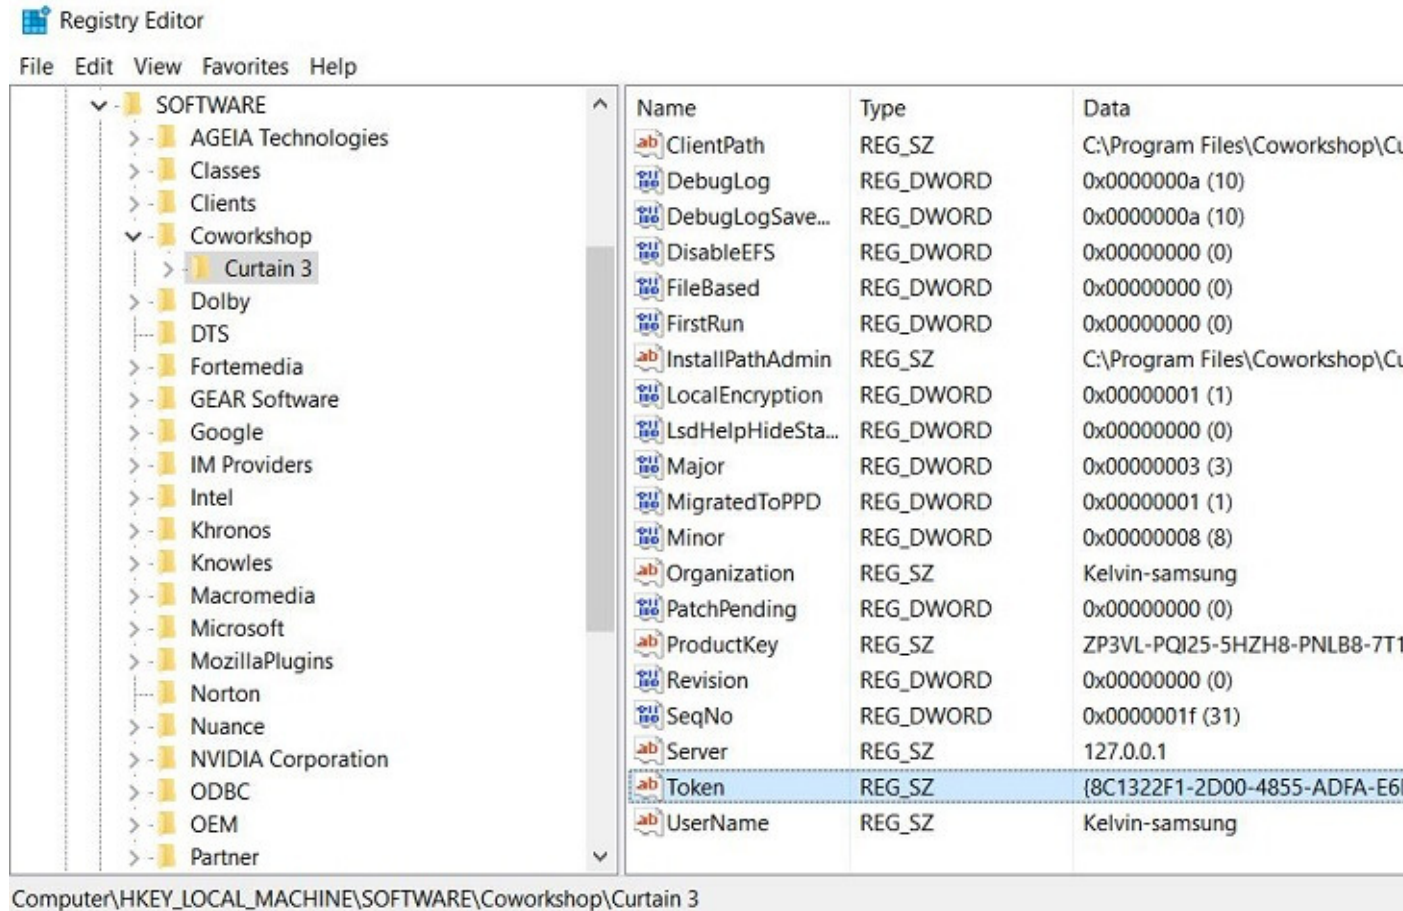 Registry Editor
File Edit View Favorites Help
SOFTWARE
AGEIA Technologies
Classes
Clients
Coworkshop
Curtain 3
Dolby
DTS
Fortemedia
GEAR Software
Google
IM Providers
Intel
Khronos
Knowles
Macromedia
Microsoft
MozillaPlugins
Norton
Nuance
NVIDIA Corporation
ODBC
OEM
Partner
Name Type Data
ClientPath REG_SZ C:\Program Files\Coworkshop\Cu
DebugLog REG_DWORD 0x0000000a (10)
DebugLogSave... REG_DWORD 0x0000000a (10)
DisableEFS REG_DWORD 0x00000000 (0)
FileBased REG_DWORD 0x00000000 (0)
FirstRun REG_DWORD 0x00000000 (0)
InstallPathAdmin REG_SZ C:\Program Files\Coworkshop\Cu
LocalEncryption REG_DWORD 0x00000001 (1)
LsdHelpHideSta... REG_DWORD 0x00000000 (0)
Major REG_DWORD 0x00000003 (3)
MigratedToPPD REG_DWORD 0x00000001 (1)
Minor REG_DWORD 0x00000008 (8)
Organization REG_SZ Kelvin-samsung
PatchPending REG_DWORD 0x00000000 (0)
ProductKey REG_SZ ZP3VL-PQI25-5HZH8-PNLB8-7T1
Revision REG_DWORD 0x00000000 (0)
SeqNo REG_DWORD 0x0000001f (31)
Server REG_SZ 127.0.0.1
Token REG_SZ {8C1322F1-2D00-4855-ADFA-E6
UserName REG_SZ Kelvin-samsung
Computer\HKEY_LOCAL_MACHINE\SOFTWARE\Coworkshop\Curtain 3